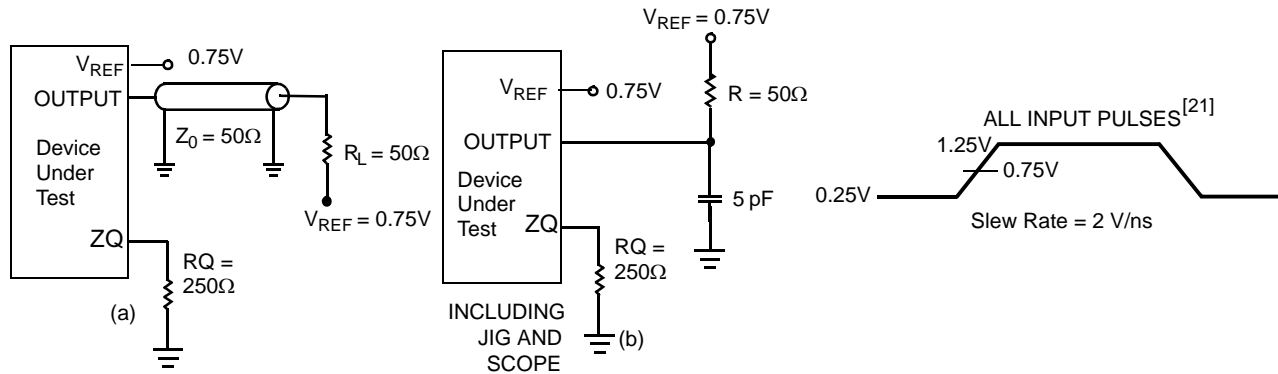 V_REF 0.75V
OUTPUT
Z_0 = 50Ω
Device
Under
Test
R_L = 50Ω
V_REF = 0.75V
ZQ
RQ =
250Ω
(a)
V_REF = 0.75V
V_REF 0.75V
R = 50Ω
OUTPUT
Device
Under
Test
5 pF
ZQ
RQ =
250Ω
INCLUDING
JIG AND
SCOPE
(b)
ALL INPUT PULSES[21]
1.25V
0.75V
0.25V
Slew Rate = 2 V/ns